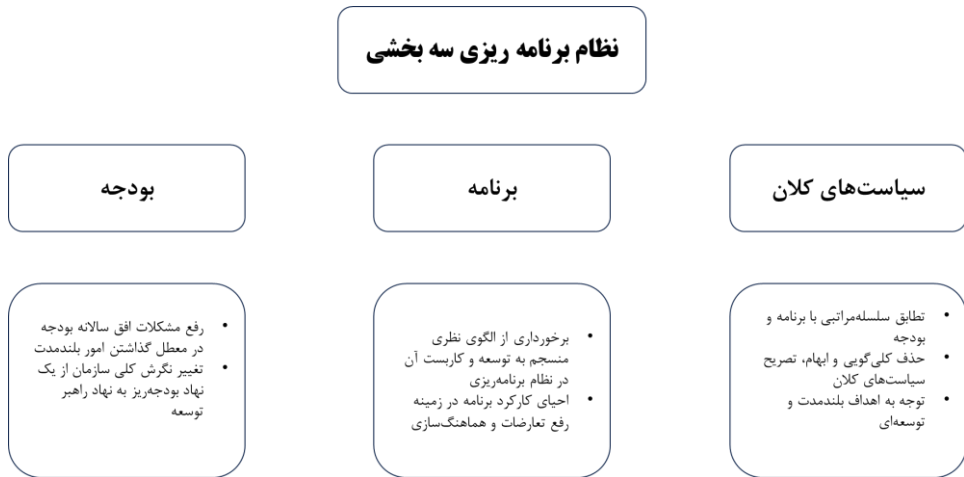 نظام برنامه ریزی سه بخشی
سیاست‌های کلان
برنامه
بودجه
• تطابق سلسله‌مراتبی با برنامه و
بودجه
• حذف کلی‌گویی و ابهام، تصریح
سیاست‌های کلان
• توجه به اهداف بلندمدت و
توسعه‌ای
• برخورداری از الگوی نظری
منسجم به توسعه و کاربست آن
در نظام برنامه‌ریزی
• احیای کارکرد برنامه در زمینه
رفع تعارضات و هماهنگ‌سازی
• رفع مشکلات افق سالانه بودجه
در معطل گذاشتن امور بلندمدت
• تغییر نگرش کلی سازمان از یک
نهاد بودجه‌ریز به نهاد راهبر
توسعه